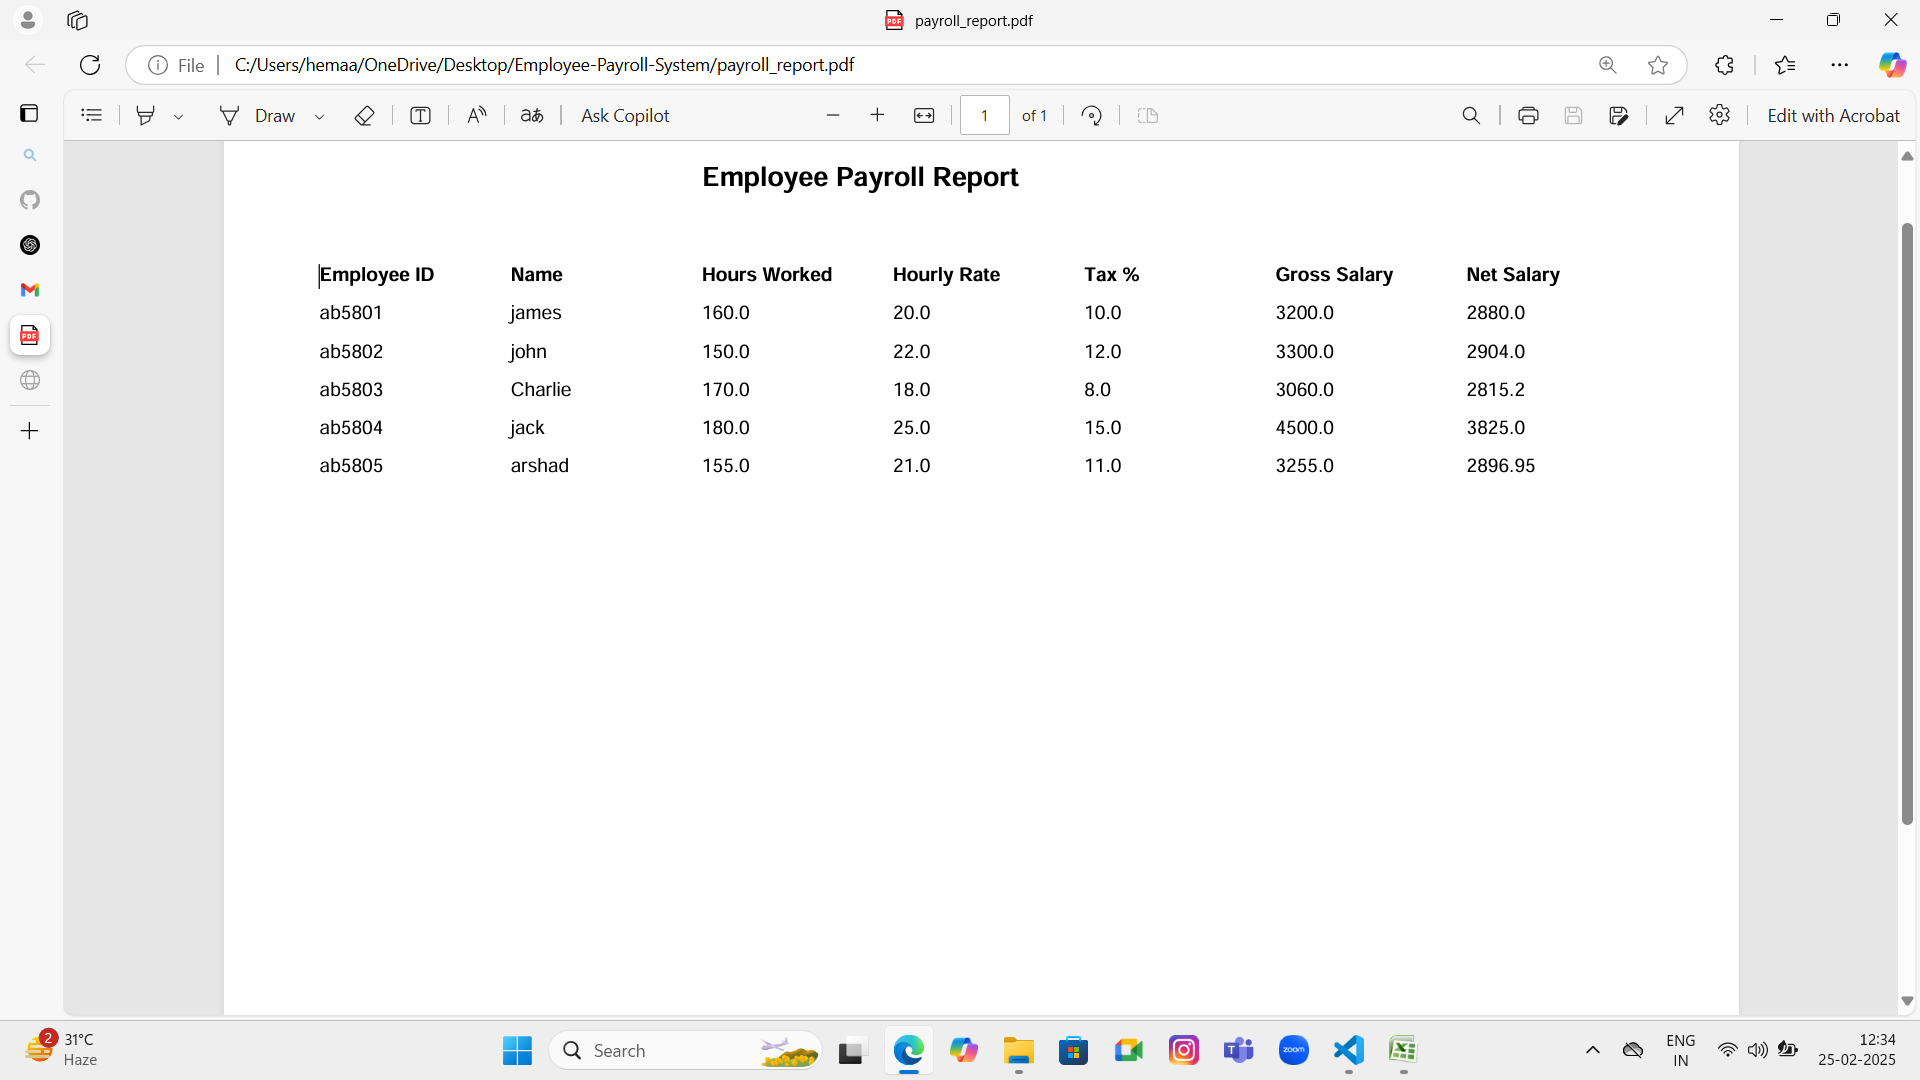 payroll_report.pdf
File C:/Users/hemaa/OneDrive/Desktop/Employee-Payroll-System/payroll_report.pdf
Draw aあ Ask Copilot 1 of 1 Edit with Acrobat
Employee Payroll Report
Employee ID Name Hours Worked Hourly Rate Tax % Gross Salary Net Salary
ab5801 james 160.0 20.0 10.0 3200.0 2880.0
ab5802 john 150.0 22.0 12.0 3300.0 2904.0
ab5803 Charlie 170.0 18.0 8.0 3060.0 2815.2
ab5804 jack 180.0 25.0 15.0 4500.0 3825.0
ab5805 arshad 155.0 21.0 11.0 3255.0 2896.95
2 31°C
Haze
Search
zoom
ENG
IN
12:34
25-02-2025